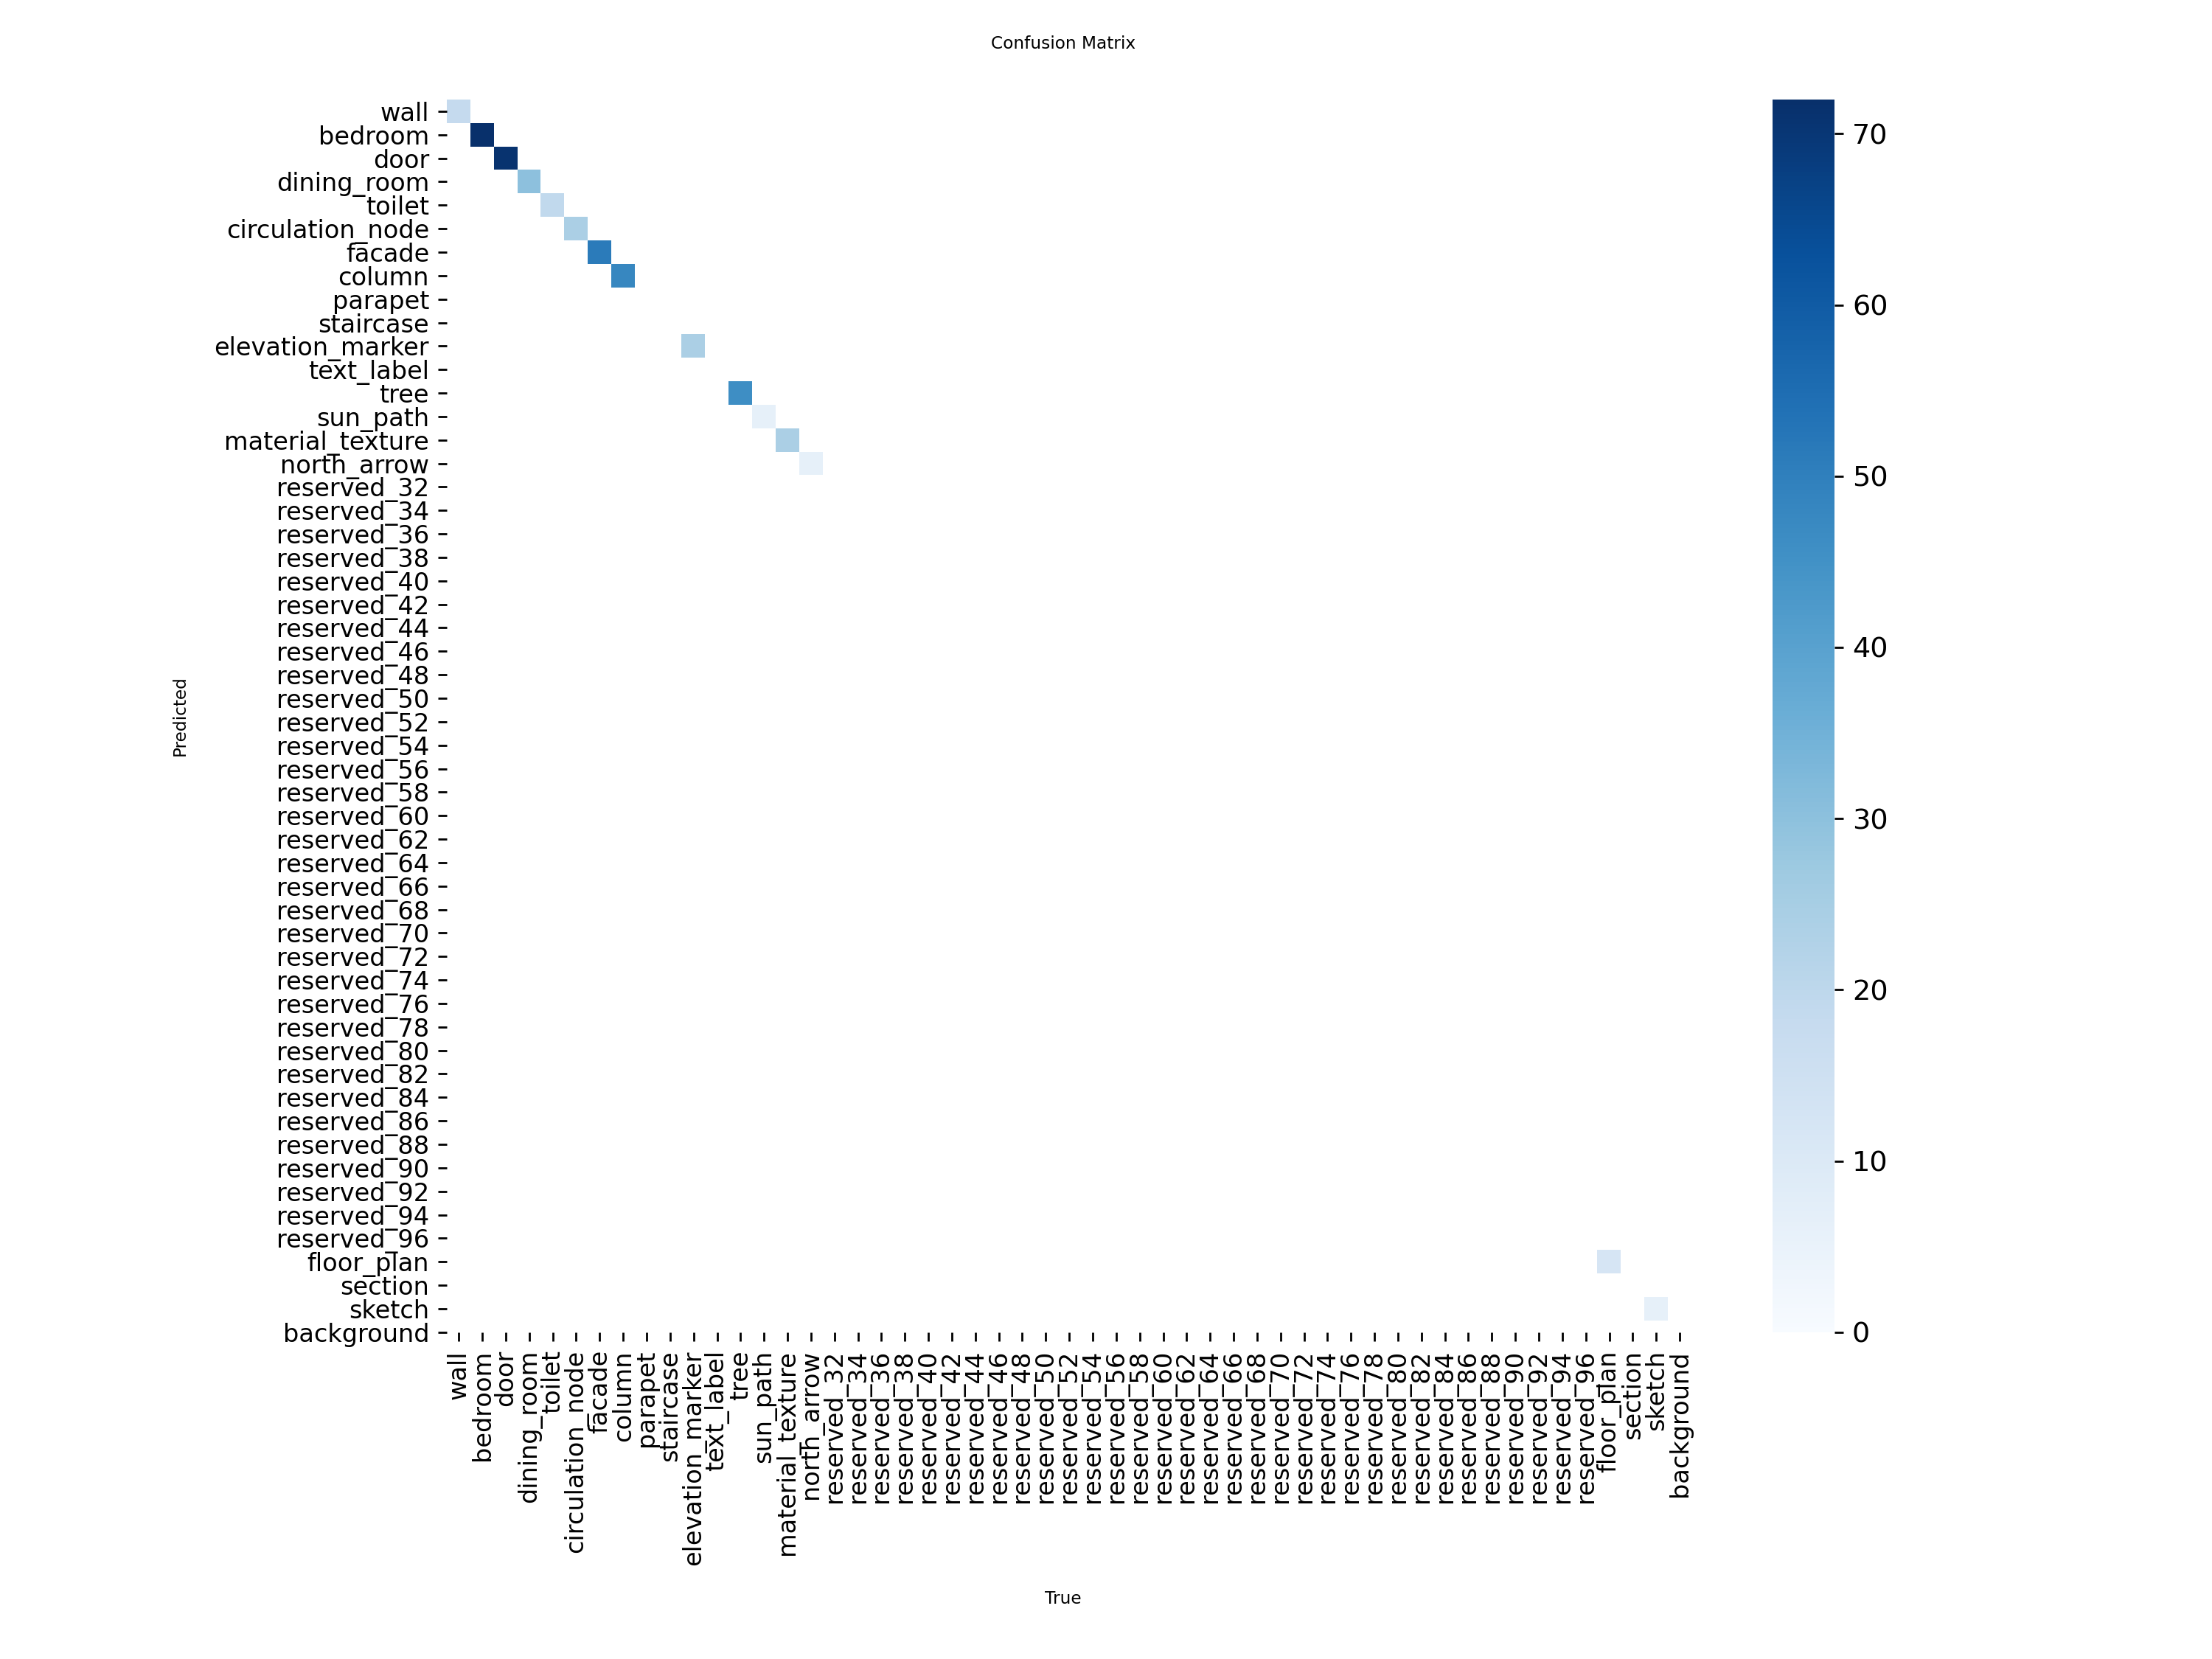 Confusion Matrix
wall
bedroom
door
dining_room
toilet
circulation_node
facade
column
parapet
staircase
elevation_marker
text_label
tree
sun_path
material_texture
north_arrow
reserved_32
reserved_34
reserved_36
reserved_38
reserved_40
reserved_42
reserved_44
reserved_46
reserved_48
reserved_50
reserved_52
reserved_54
reserved_56
reserved_58
reserved_60
reserved_62
reserved_64
reserved_66
reserved_68
reserved_70
reserved_72
reserved_74
reserved_76
reserved_78
reserved_80
reserved_82
reserved_84
reserved_86
reserved_88
reserved_90
reserved_92
reserved_94
reserved_96
floor_plan
section
sketch
background
Predicted
wall
bedroom
door
dining_room
toilet
circulation_node
facade
column
parapet
staircase
elevation_marker
text_label
tree
sun_path
material_texture
north_arrow
reserved_32
reserved_34
reserved_36
reserved_38
reserved_40
reserved_42
reserved_44
reserved_46
reserved_48
reserved_50
reserved_52
reserved_54
reserved_56
reserved_58
reserved_60
reserved_62
reserved_64
reserved_66
reserved_68
reserved_70
reserved_72
reserved_74
reserved_76
reserved_78
reserved_80
reserved_82
reserved_84
reserved_86
reserved_88
reserved_90
reserved_92
reserved_94
reserved_96
floor_plan
section
sketch
background
True
70
60
50
40
30
20
10
0